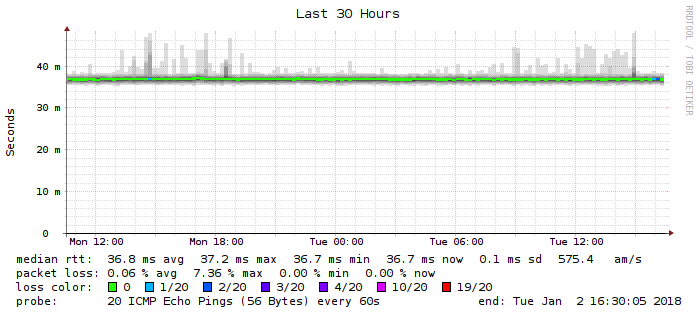 Last 30 Hours
RRDTOOL / TOBI OETIKER
Seconds
40 m
30 m
20 m
10 m
0
Mon 12:00 Mon 18:00 Tue 00:00 Tue 06:00 Tue 12:00
median rtt: 36.8 ms avg 37.2 ms max 36.7 ms min 36.7 ms now 0.1 ms sd 575.4 am/s
packet loss: 0.06 % avg 7.36 % max 0.00 % min 0.00 % now
loss color: 0 1/20 2/20 3/20 4/20 10/20 19/20
probe: 20 ICMP Echo Pings (56 Bytes) every 60s end: Tue Jan 2 16:30:05 2018